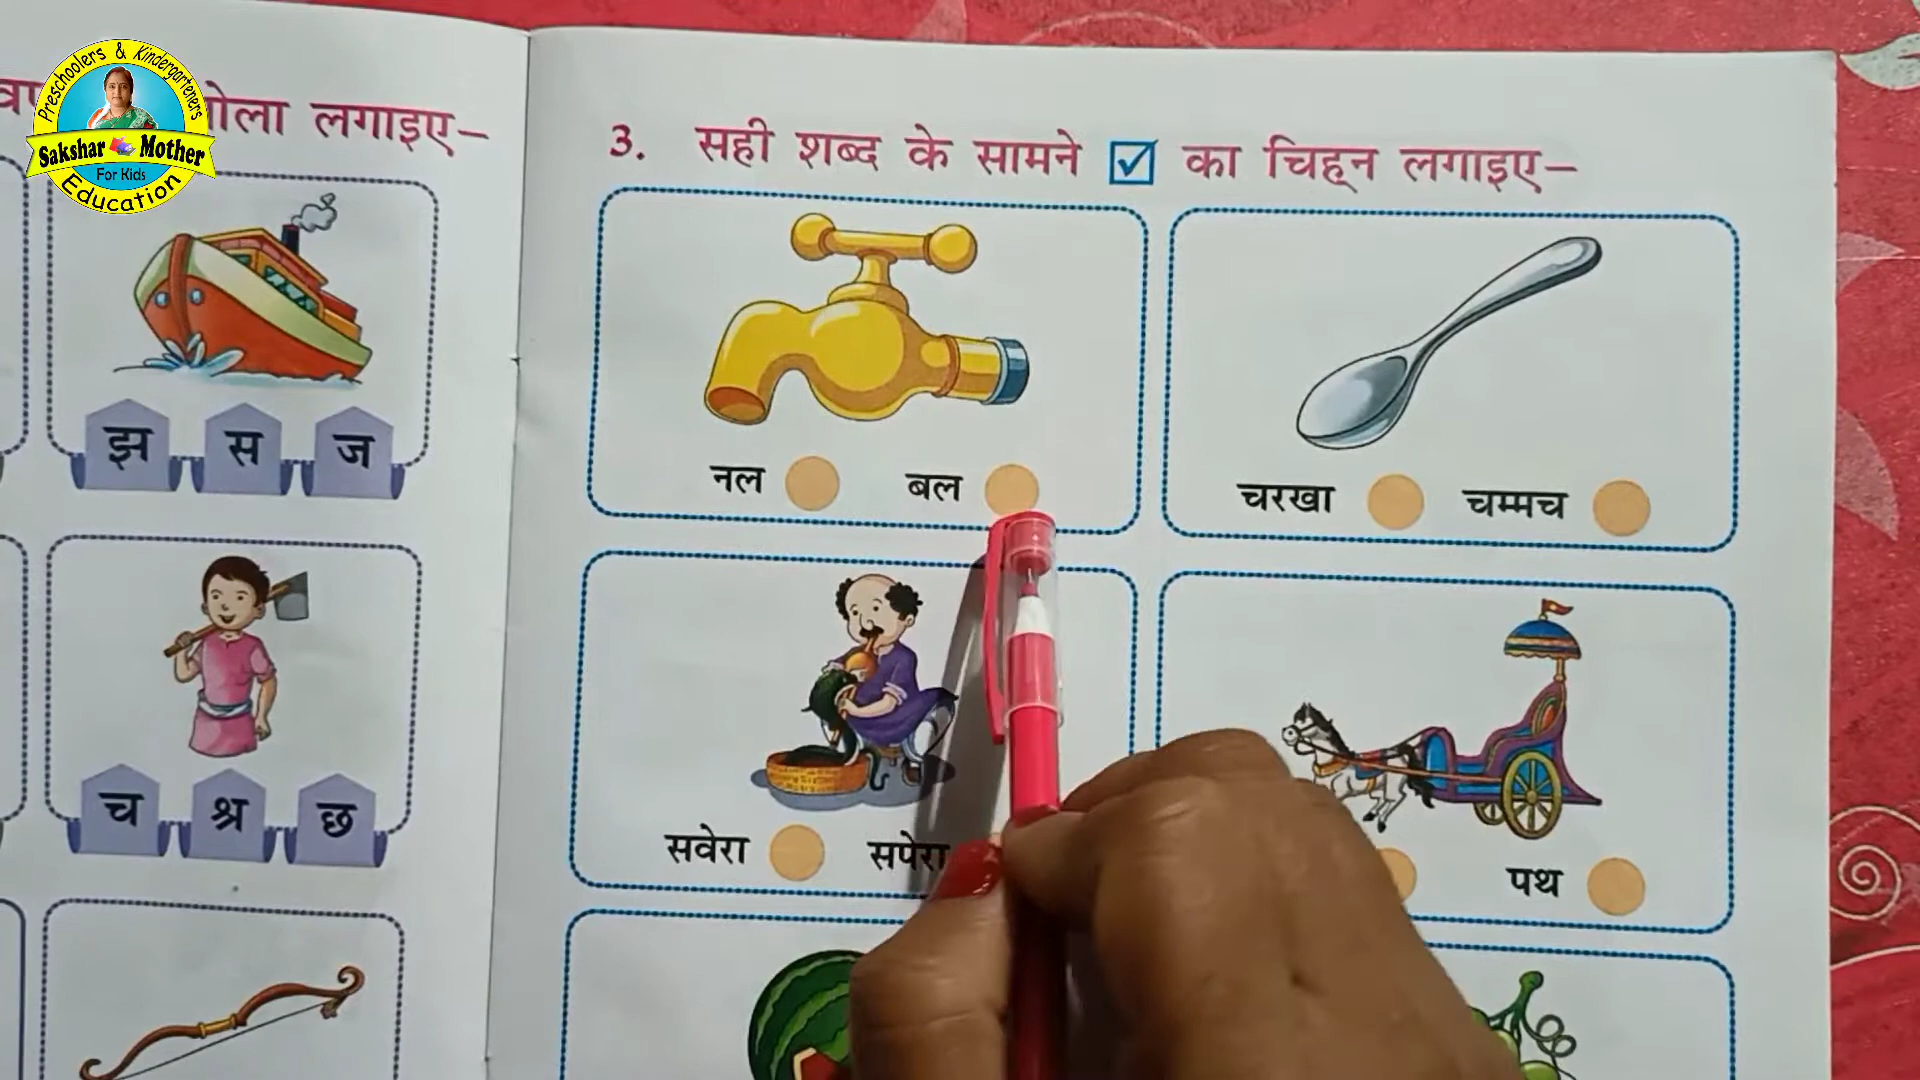 Preschoolers & Kindergarteners
Sakshar Mother
For Kids
Education
गोला लगाइए–
झ स ज
च श्र छ
3. सही शब्द के सामने ☑ का चिह्न लगाइए–
नल बल
चरखा चम्मच
सवेरा सपेरा
पथ